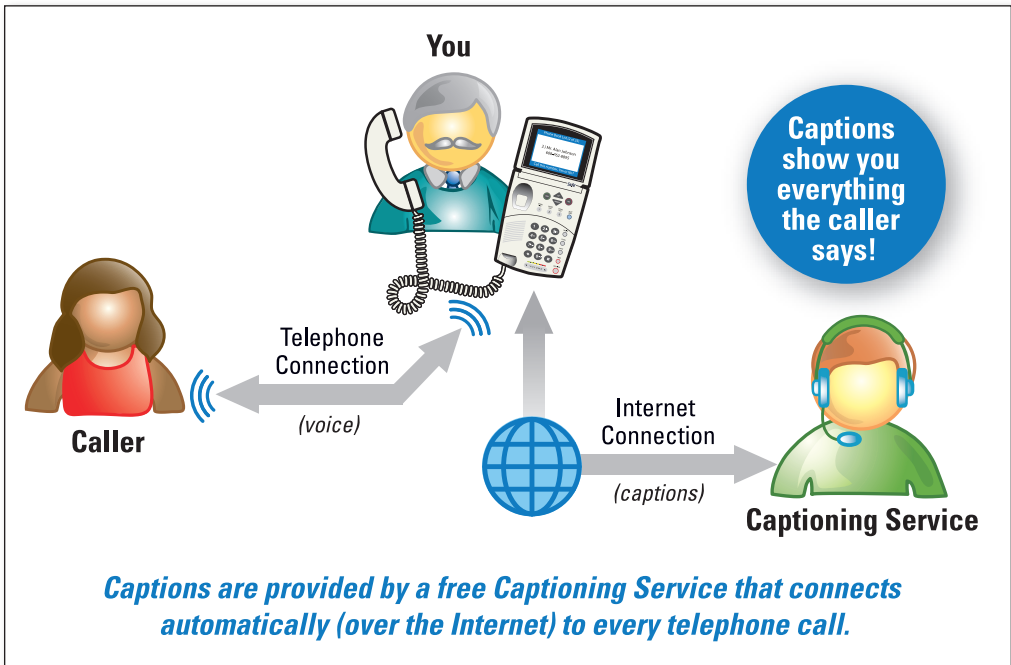 You
Captions
show you
everything
the caller
says!
Telephone
Connection
(voice)
Caller
Internet
Connection
(captions)
Captioning Service
Captions are provided by a free Captioning Service that connects
automatically (over the Internet) to every telephone call.